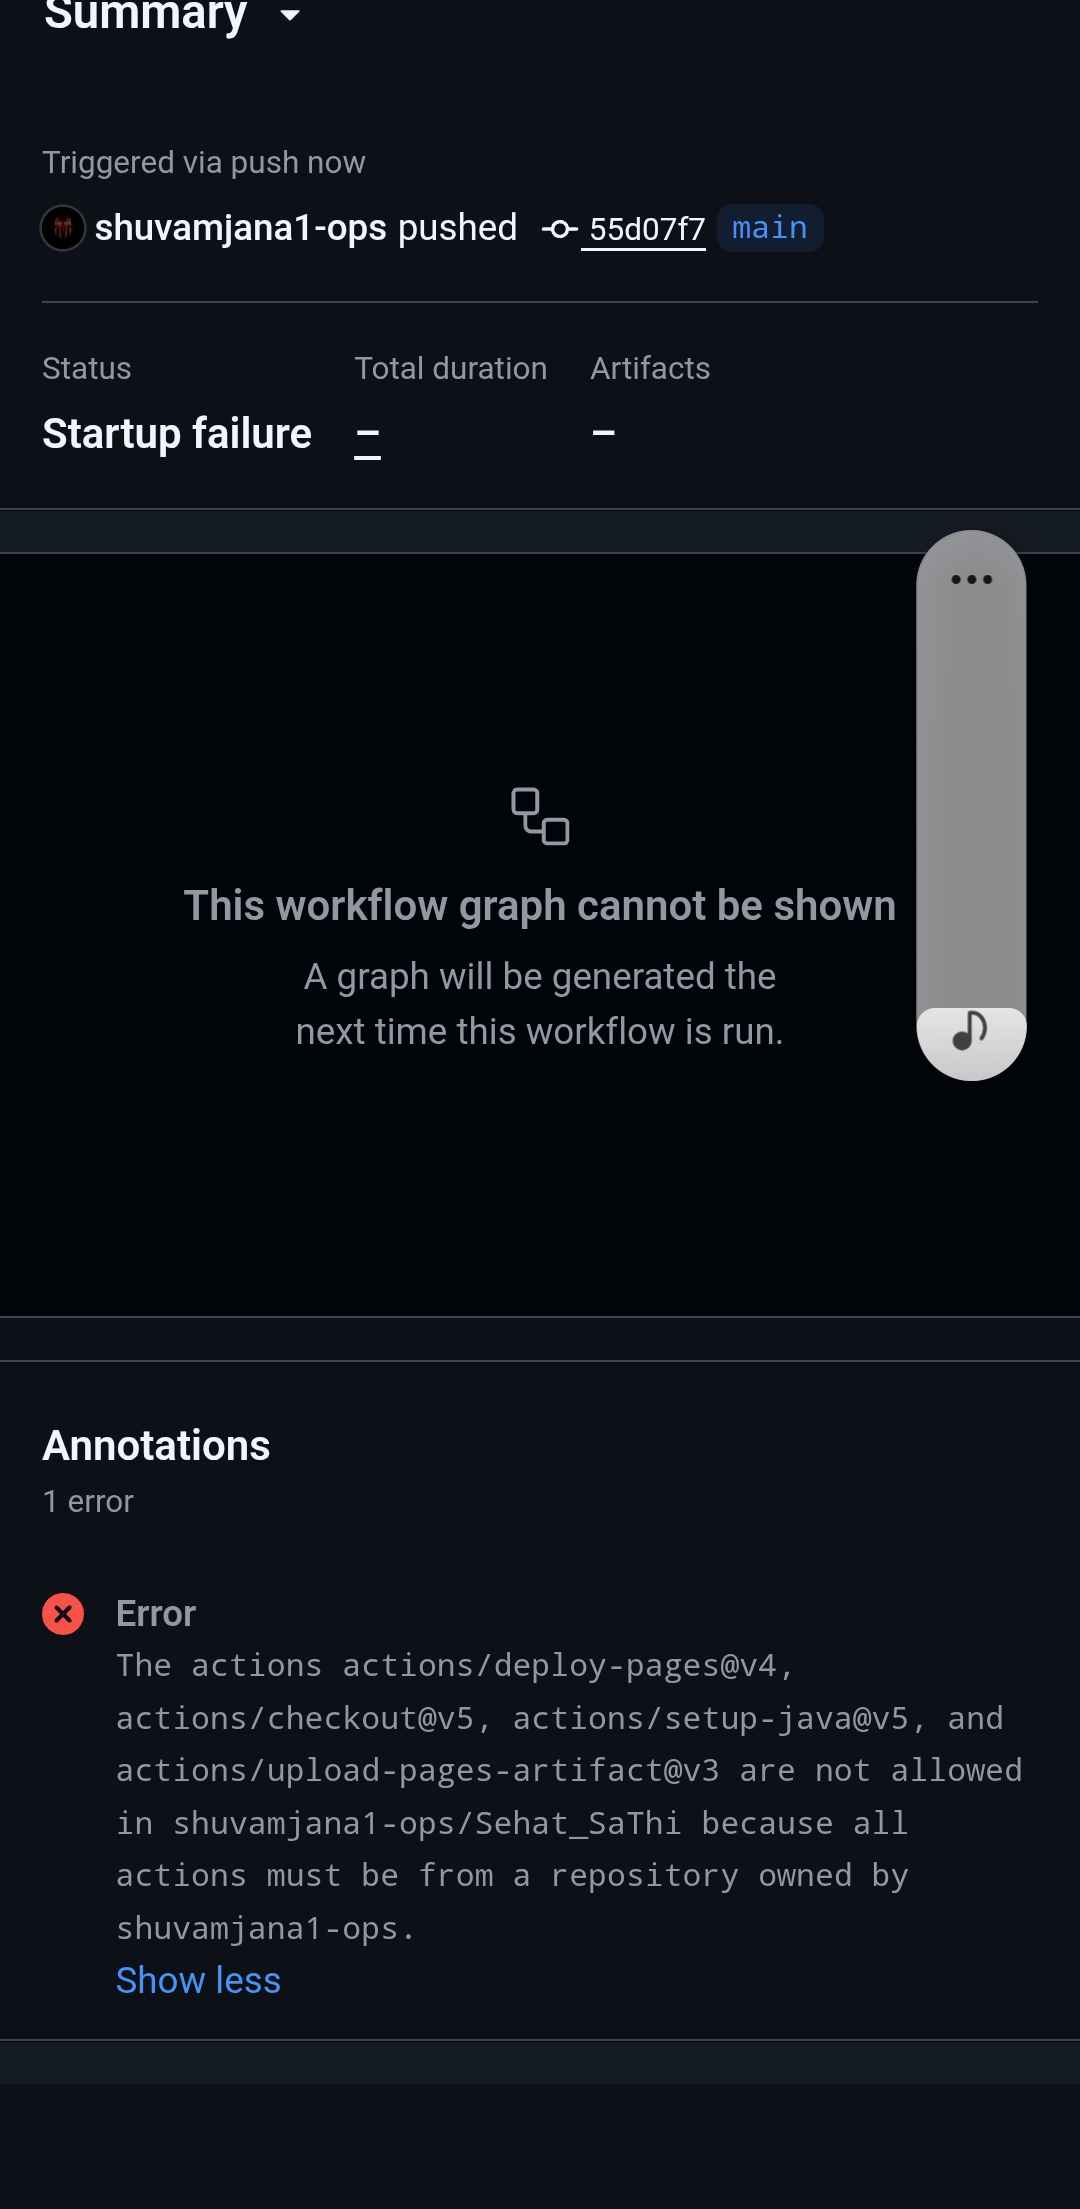 Summary
Triggered via push now
shuvamjana1-ops pushed 55d07f7 main
Status Total duration Artifacts
Startup failure – –
This workflow graph cannot be shown
A graph will be generated the
next time this workflow is run.
Annotations
1 error
Error
The actions actions/deploy-pages@v4,
actions/checkout@v5, actions/setup-java@v5, and
actions/upload-pages-artifact@v3 are not allowed
in shuvamjana1-ops/Sehat_SaThi because all
actions must be from a repository owned by
shuvamjana1-ops.
Show less